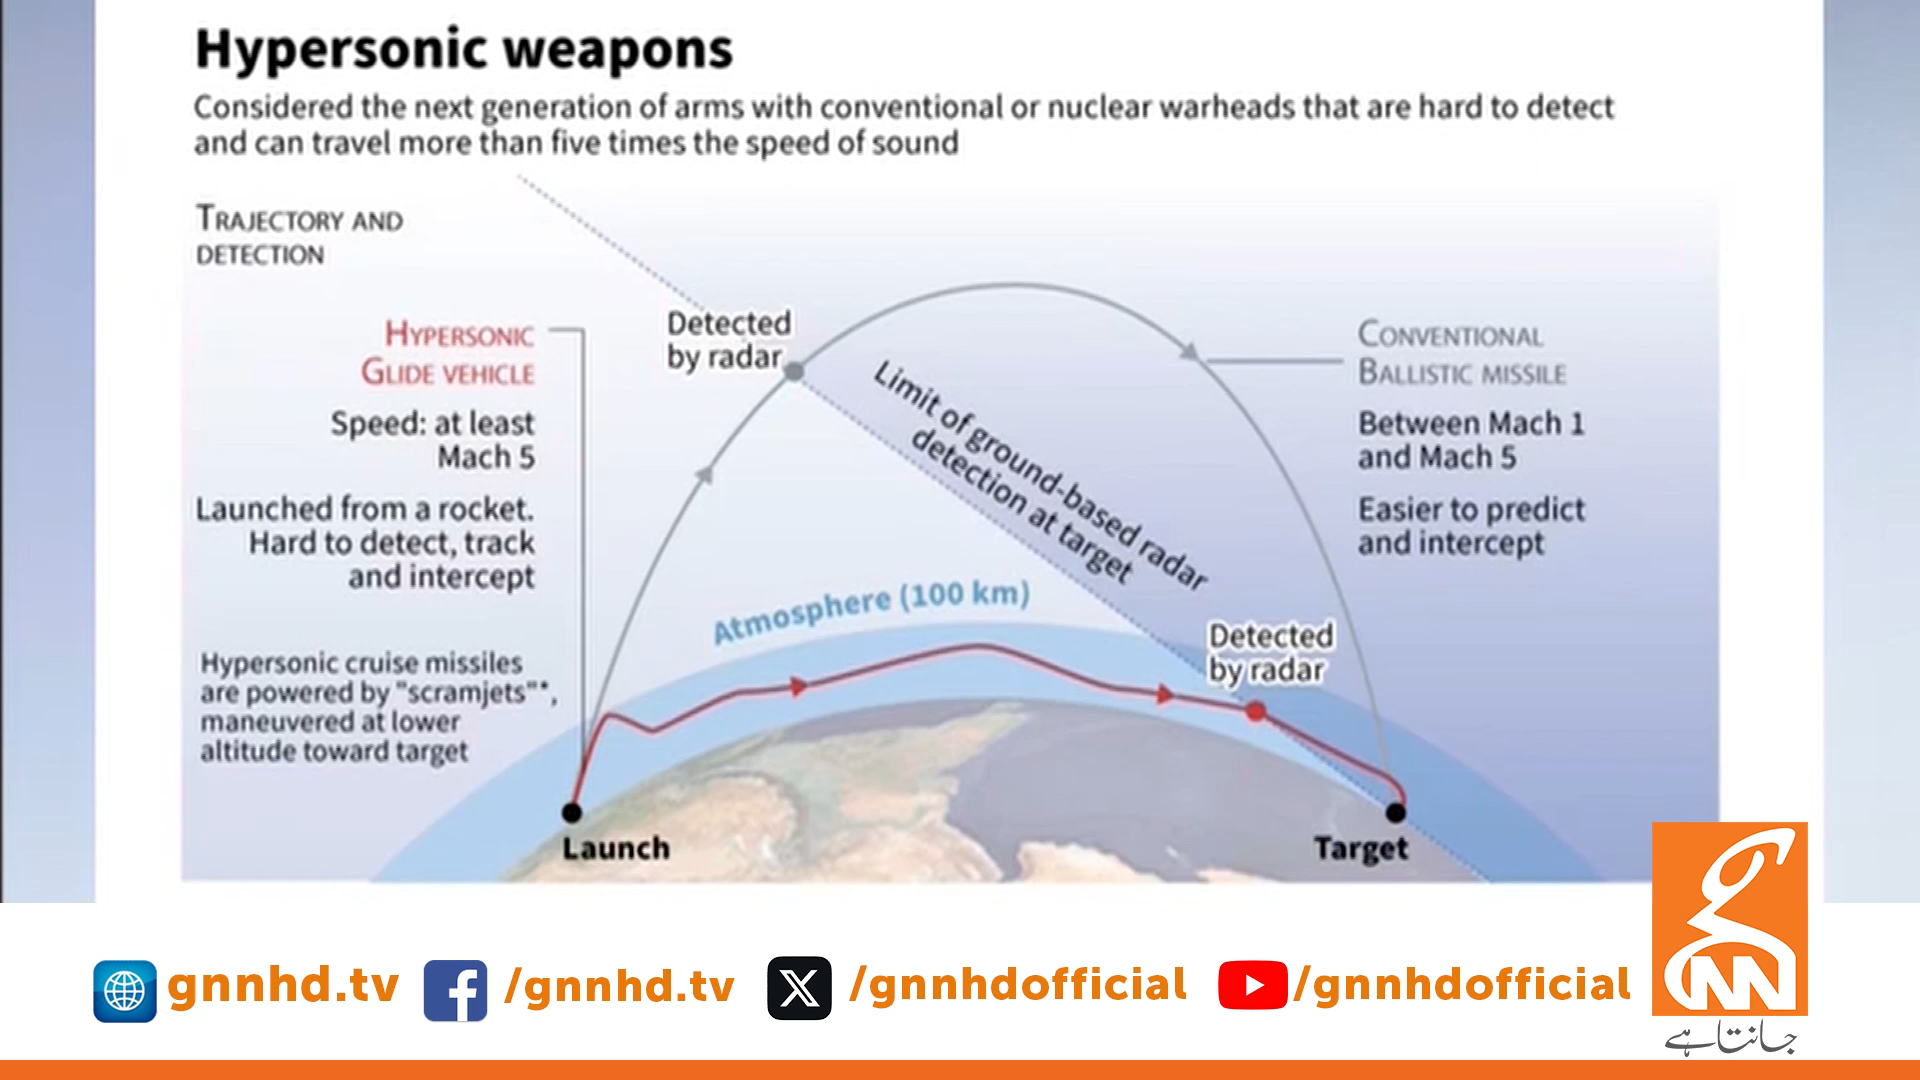 Hypersonic weapons
Considered the next generation of arms with conventional or nuclear warheads that are hard to detect
and can travel more than five times the speed of sound
TRAJECTORY AND
DETECTION
HYPERSONIC
GLIDE VEHICLE
Speed: at least
Mach 5
Launched from a rocket.
Hard to detect, track
and intercept
Hypersonic cruise missiles
are powered by "scramjets"*,
maneuvered at lower
altitude toward target
Detected
by radar
Limit of ground-based radar
detection at target
Atmosphere (100 km)
Detected
by radar
CONVENTIONAL
BALLISTIC MISSILE
Between Mach 1
and Mach 5
Easier to predict
and intercept
Launch
Target
gnnhd.tv
/gnnhd.tv
/gnnhdofficial
/gnnhdofficial
GNN
جانتا ہے